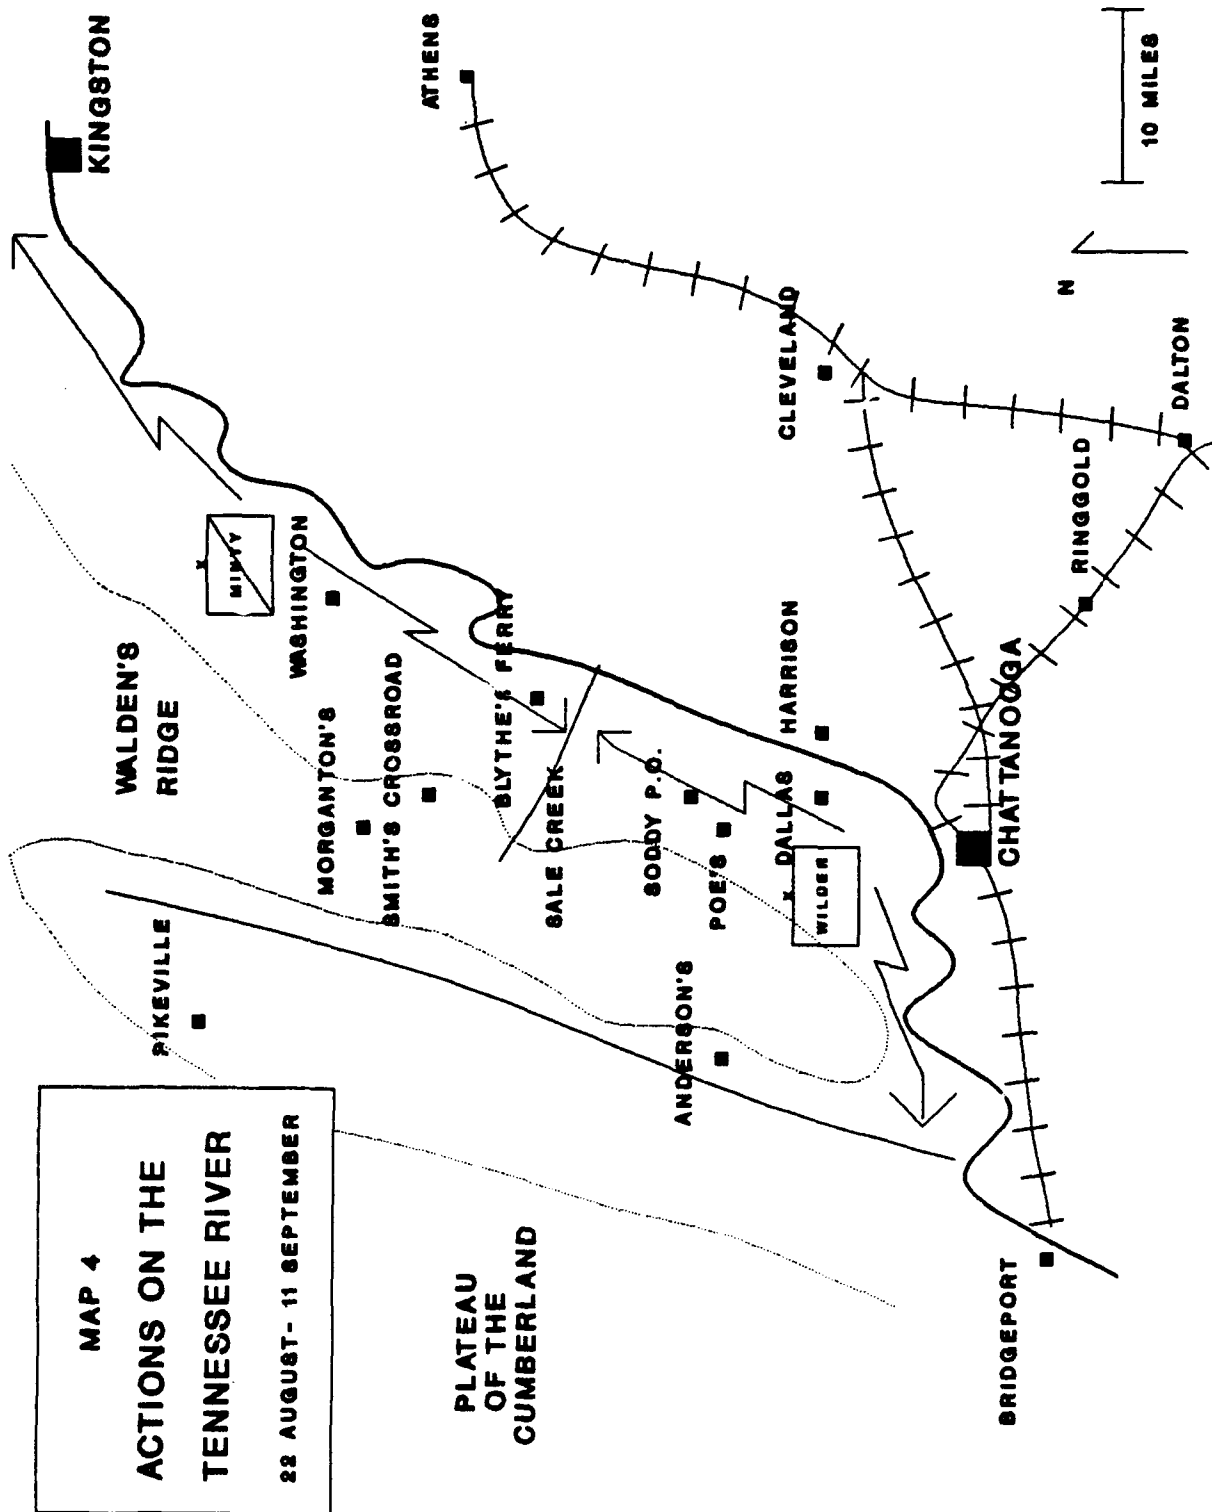 MAP 4
ACTIONS ON THE
TENNESSEE RIVER
22 AUGUST - 11 SEPTEMBER
KINGSTON
ATHENS
WALDEN'S
RIDGE
X
MINTY
WASHINGTON
PIKEVILLE
MORGANTON'S
SMITH'S CROSSROAD
BLYTHE'S FERRY
SALE CREEK
PLATEAU
OF THE
CUMBERLAND
SODDY P.O.
POE'S
ANDERSON'S
DALLAS
HARRISON
X
WILDER
CLEVELAND
CHATTANOOGA
BRIDGEPORT
RINGGOLD
DALTON
N
10 MILES